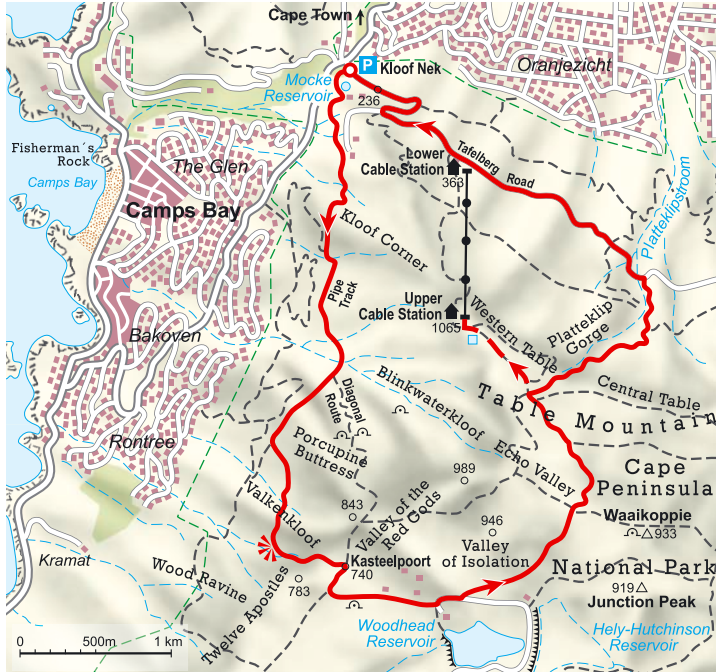 Cape Town
P
Kloof Nek
Oranjezicht
Mocke
Reservoir
236
Fisherman´s
Rock
Camps Bay
The Glen
Camps Bay
Lower
Cable Station
363
Tafelberg Road
Platteklipstroom
Kloof Corner
Pipe
Track
Upper
Cable Station
1065
Western Table
Platteklip
Gorge
Bakoven
Diagonal
Route
Blinkwaterkloof
Central Table
Table Mountain
Rontree
Porcupine
Buttress
Echo Valley
Cape
Peninsula
989
Valkenkloof
843
Valley of the
Red Gods
946
Valley
of Isolation
Waaikoppie
933
Kramat
Wood Ravine
Kasteelpoort
740
783
Twelve Apostles
National Park
919
Junction Peak
Woodhead
Reservoir
Hely-Hutchinson
Reservoir
0
500m
1 km